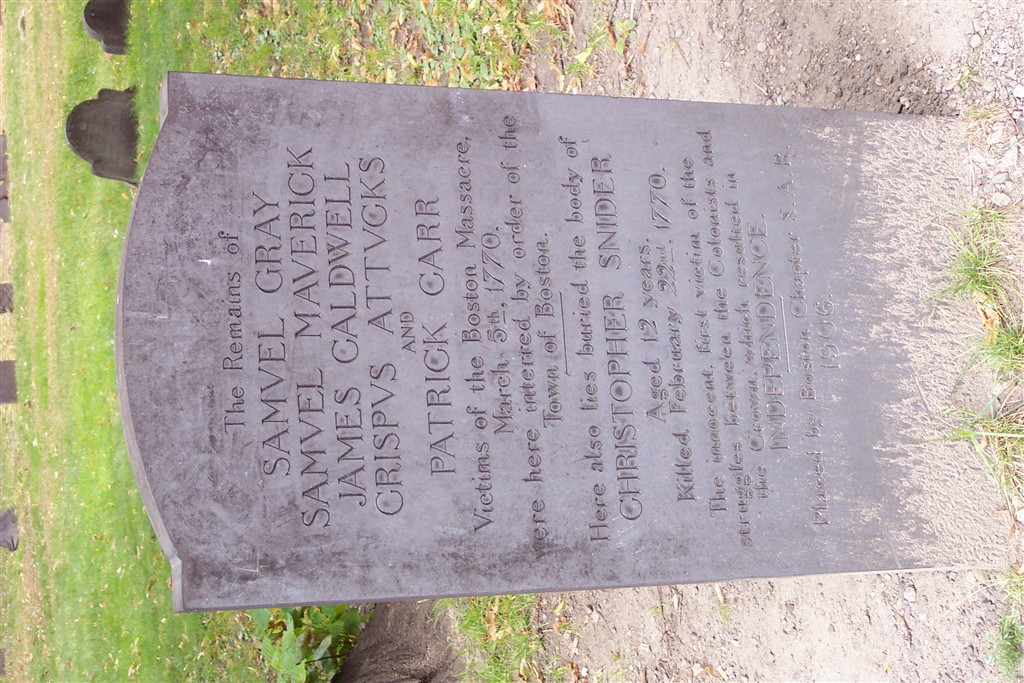 The Remains of
SAMVEL GRAY
SAMVEL MAVERICK
JAMES CALDWELL
CRISPVS ATTVCKS
AND
PATRICK CARR
Victims of the Boston Massacre,
March 5th, 1770,
were here interred by order of the
Town of Boston.
Here also lies buried the body of
CHRISTOPHER SNIDER
Aged 12 years.
Killed February 22nd, 1770.
The innocent, first victim of the
struggles between the Colonists and
the Crown, which resulted in
INDEPENDENCE.
Placed by Boston Chapter S.A.R.
1906.